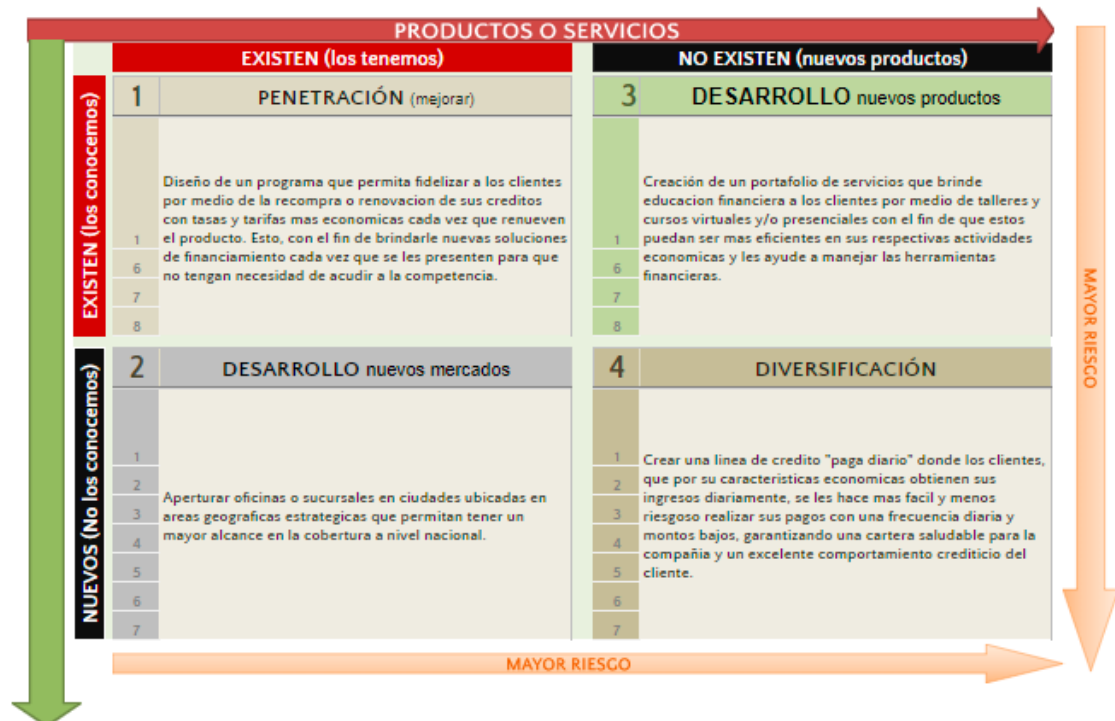 PRODUCTOS O SERVICIOS
EXISTEN (los tenemos)
NO EXISTEN (nuevos productos)
EXISTEN (los conocemos)
1
PENETRACIÓN (mejorar)
Diseño de un programa que permita fidelizar a los clientes
por medio de la recompra o renovacion de sus creditos
con tasas y tarifas mas economicas cada vez que renueven
el producto. Esto, con el fin de brindarle nuevas soluciones
de financiamiento cada vez que se les presenten para que
no tengan necesidad de acudir a la competencia.
1
6
7
8
3
DESARROLLO nuevos productos
Creación de un portafolio de servicios que brinde
educacion financiera a los clientes por medio de talleres y
cursos virtuales y/o presenciales con el fin de que estos
puedan ser mas eficientes en sus respectivas actividades
economicas y les ayude a manejar las herramientas
financieras.
1
6
7
8
NUEVOS (No los conocemos)
2
DESARROLLO nuevos mercados
Aperturar oficinas o sucursales en ciudades ubicadas en
areas geograficas estrategicas que permitan tener un
mayor alcance en la cobertura a nivel nacional.
1
2
3
4
5
6
7
4
DIVERSIFICACIÓN
Crear una linea de credito "paga diario" donde los clientes,
que por su caracteristicas economicas obtienen sus
ingresos diariamente, se les hace mas facil y menos
riesgoso realizar sus pagos con una frecuencia diaria y
montos bajos, garantizando una cartera saludable para la
compañia y un excelente comportamiento crediticio del
cliente.
1
2
3
4
5
6
7
MAYOR RIESGO
MAYOR RIESGO